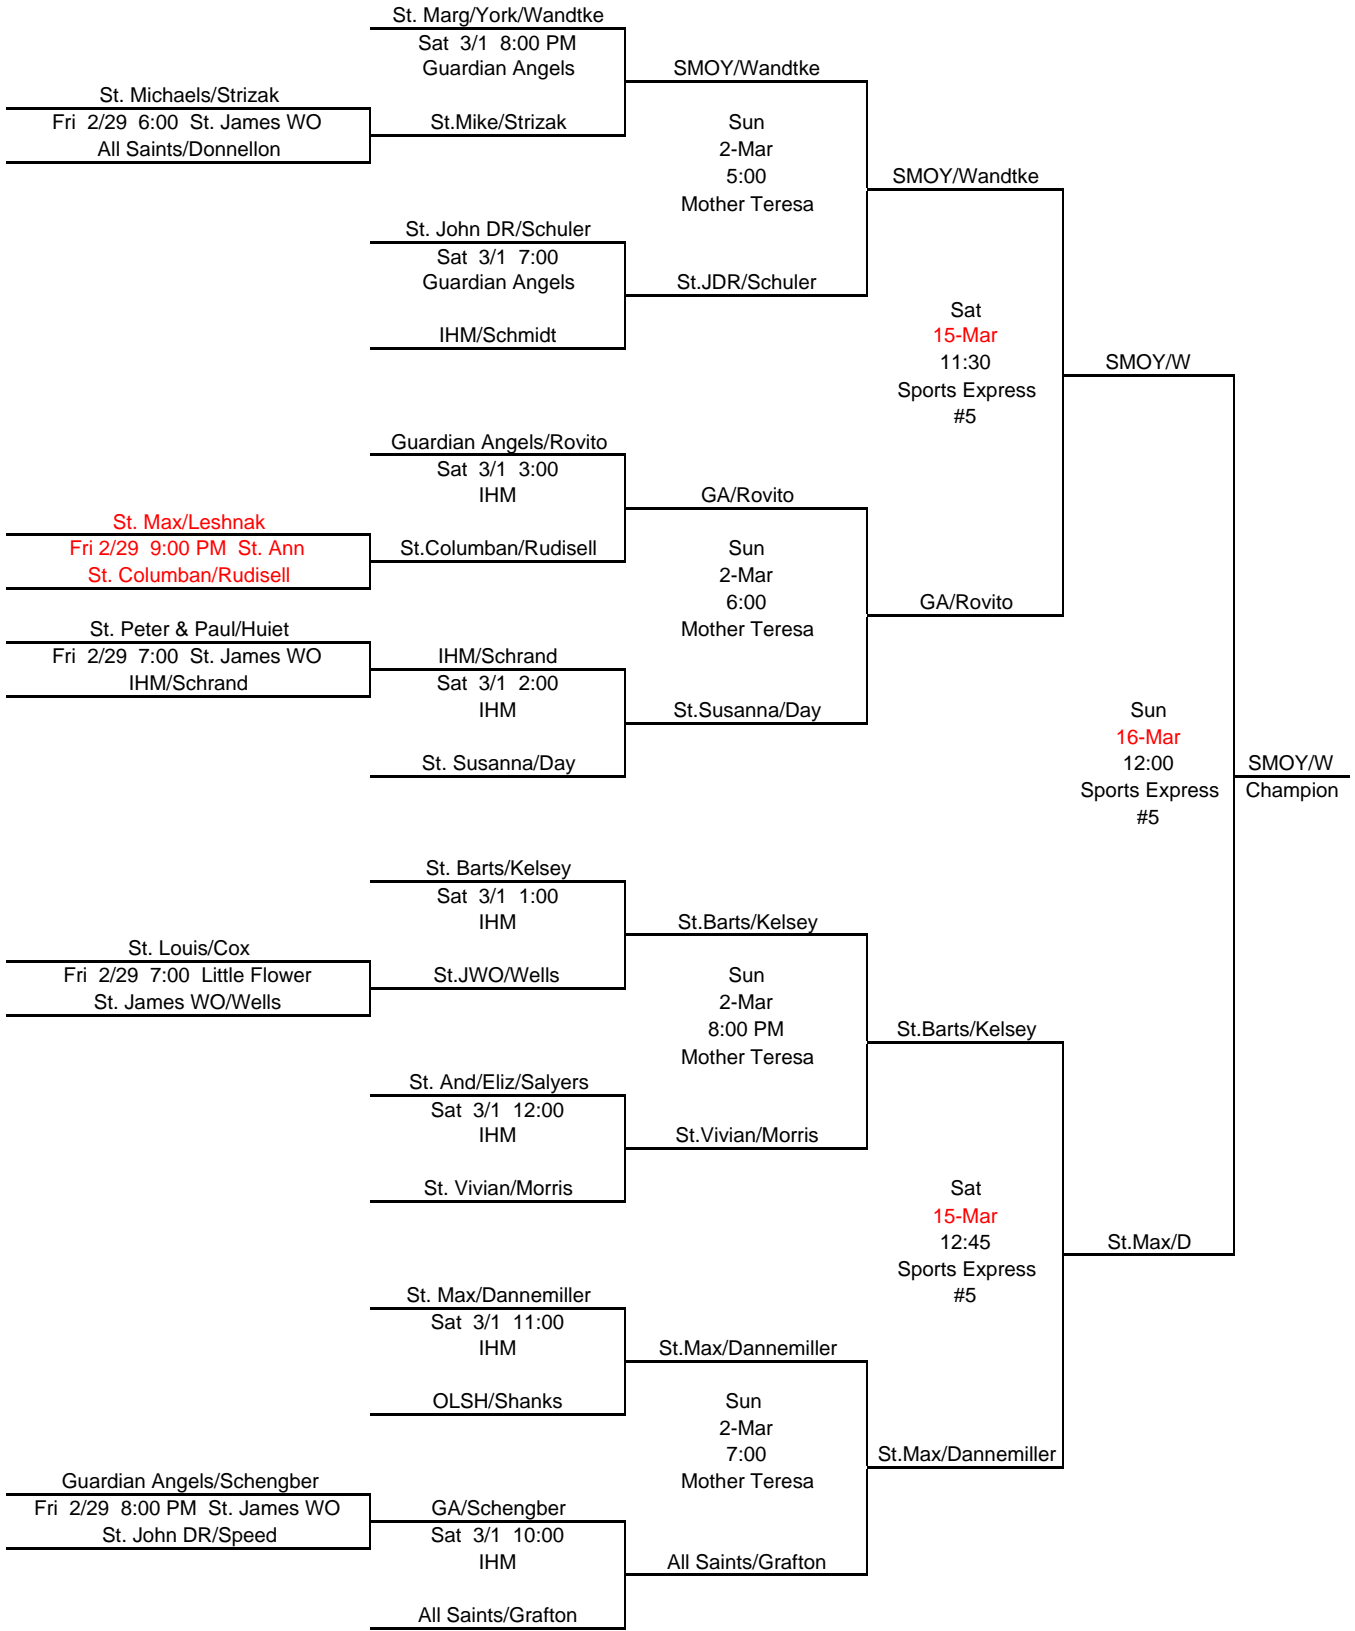 St. Marg/York/Wandtke
Sat 3/1 8:00 PM
Guardian Angels
SMOY/Wandtke
St. Michaels/Strizak
Fri 2/29 6:00 St. James WO
St.Mike/Strizak
Sun
All Saints/Donnellon
2-Mar
5:00
SMOY/Wandtke
Mother Teresa
St. John DR/Schuler
Sat 3/1 7:00
Guardian Angels
St.JDR/Schuler
IHM/Schmidt
Sat
15-Mar
11:30
SMOY/W
Sports Express
#5
Guardian Angels/Rovito
Sat 3/1 3:00
IHM
GA/Rovito
St. Max/Leshnak
Fri 2/29 9:00 PM St. Ann
St.Columban/Rudisell
Sun
St. Columban/Rudisell
2-Mar
6:00
GA/Rovito
St. Peter & Paul/Huiet
Mother Teresa
Fri 2/29 7:00 St. James WO
IHM/Schrand
IHM/Schrand
Sat 3/1 2:00
IHM
St.Susanna/Day
Sun
16-Mar
St. Susanna/Day
12:00
SMOY/W
Sports Express
Champion
#5
St. Barts/Kelsey
Sat 3/1 1:00
IHM
St.Barts/Kelsey
St. Louis/Cox
Fri 2/29 7:00 Little Flower
St.JWO/Wells
Sun
St. James WO/Wells
2-Mar
8:00 PM
St.Barts/Kelsey
Mother Teresa
St. And/Eliz/Salyers
Sat 3/1 12:00
IHM
St.Vivian/Morris
St. Vivian/Morris
Sat
15-Mar
12:45
St.Max/D
Sports Express
#5
St. Max/Dannemiller
Sat 3/1 11:00
IHM
St.Max/Dannemiller
OLSH/Shanks
Sun
2-Mar
7:00
St.Max/Dannemiller
Mother Teresa
Guardian Angels/Schengber
Fri 2/29 8:00 PM St. James WO
GA/Schengber
St. John DR/Speed
Sat 3/1 10:00
IHM
All Saints/Grafton
All Saints/Grafton